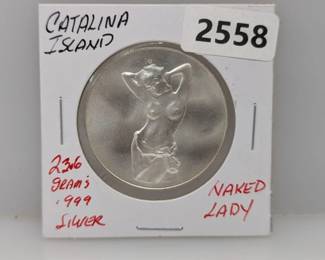 CATALINA
ISLAND
2558
23.6
grams
.999
SILVER
NAKED
LADY